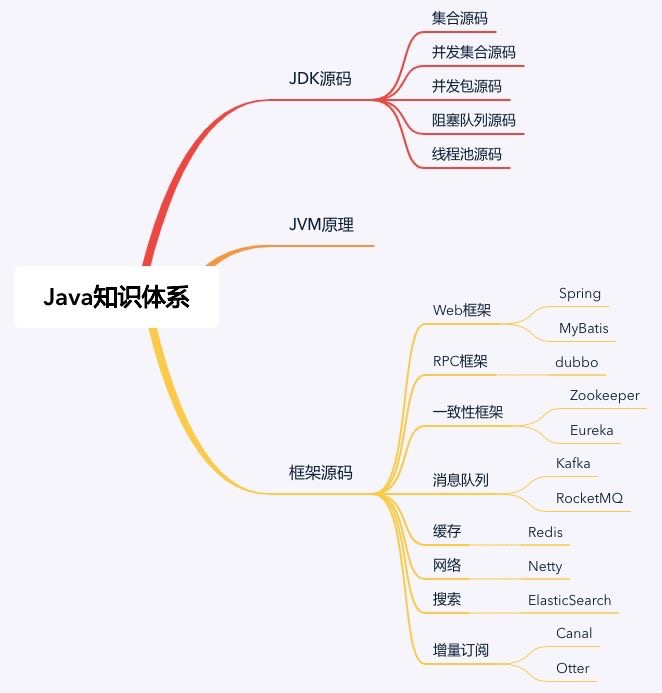 Java知识体系
JDK源码
集合源码
并发集合源码
并发包源码
阻塞队列源码
线程池源码
JVM原理
框架源码
Web框架
Spring
MyBatis
RPC框架
dubbo
一致性框架
Zookeeper
Eureka
消息队列
Kafka
RocketMQ
缓存
Redis
网络
Netty
搜索
ElasticSearch
增量订阅
Canal
Otter